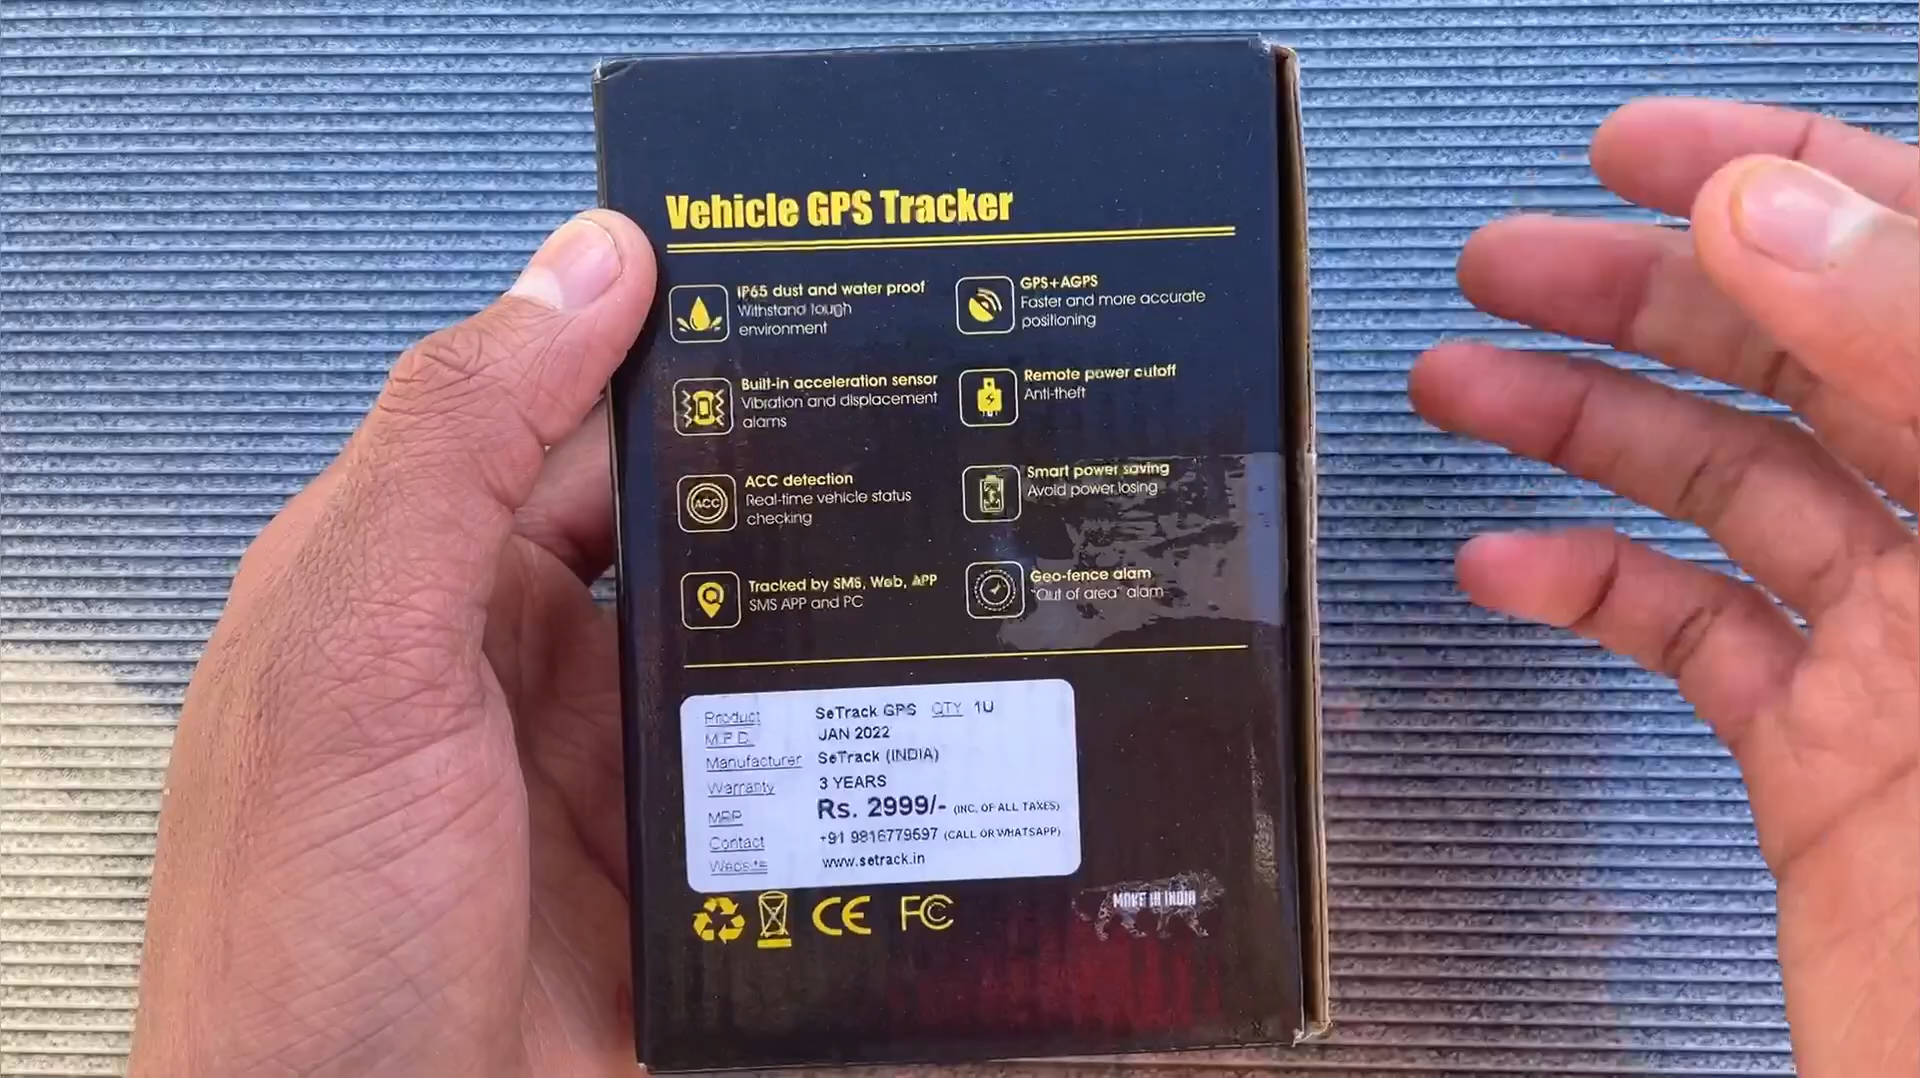 Vehicle GPS Tracker
IP65 dust and water proof
Withstand tough
environment
GPS+AGPS
Faster and more accurate
positioning
Built-in acceleration sensor
Vibration and displacement
alarms
Remote power cutoff
Anti-theft
ACC
ACC detection
Real-time vehicle status
checking
Smart power saving
Avoid power losing
Tracked by SMS, Web, APP
SMS APP and PC
Geo-fence alam
"Out of area" alam
Product SeTrack GPS QTY 1U
M.P.D. JAN 2022
Manufacturer SeTrack (INDIA)
Warranty 3 YEARS
MRP Rs. 2999/- (INC. OF ALL TAXES)
Contact +91 9816779597 (CALL OR WHATSAPP)
Website www.setrack.in
CE FC
MAKE IN INDIA